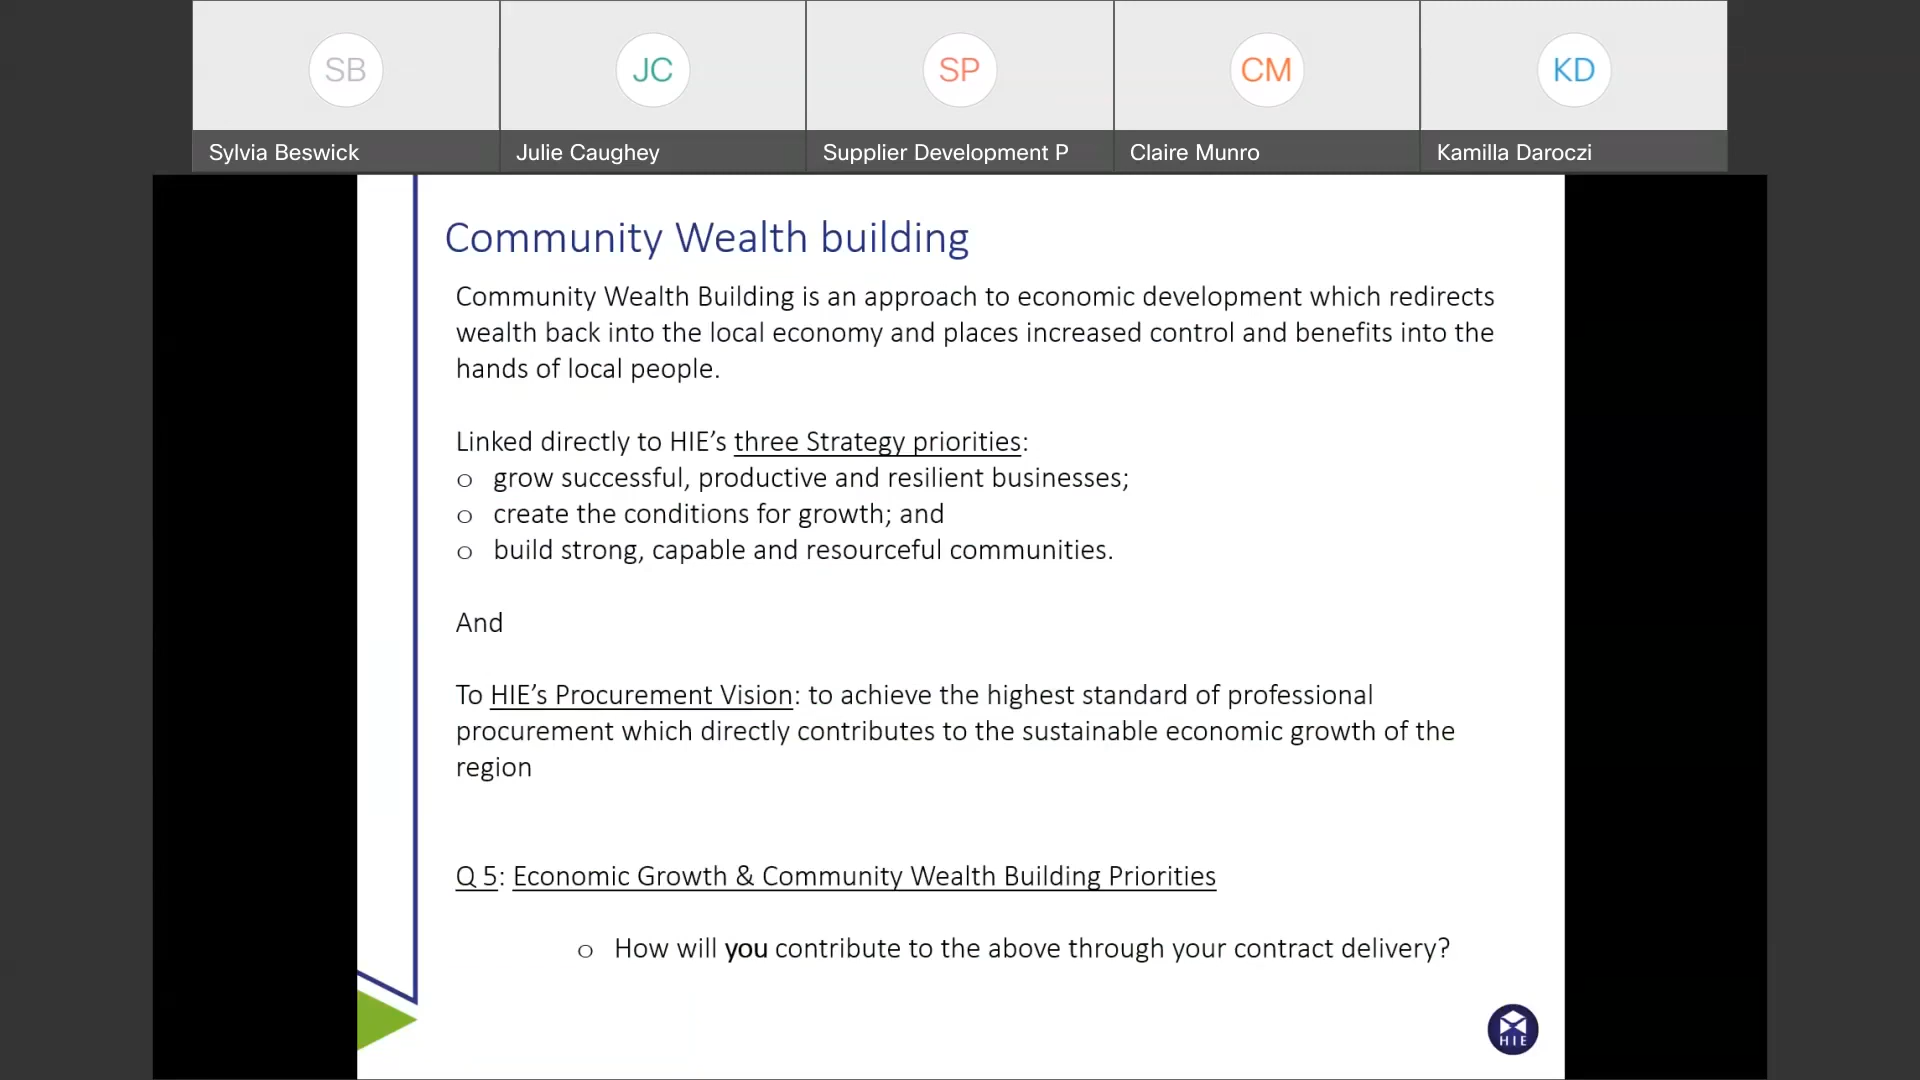 SB
JC
SP
CM
KD
Sylvia Beswick
Julie Caughey
Supplier Development P
Claire Munro
Kamilla Daroczi
Community Wealth building
Community Wealth Building is an approach to economic development which redirects
wealth back into the local economy and places increased control and benefits into the
hands of local people.
Linked directly to HIE’s three Strategy priorities:
o grow successful, productive and resilient businesses;
o create the conditions for growth; and
o build strong, capable and resourceful communities.
And
To HIE’s Procurement Vision: to achieve the highest standard of professional
procurement which directly contributes to the sustainable economic growth of the
region
Q 5: Economic Growth & Community Wealth Building Priorities
o How will you contribute to the above through your contract delivery?
HIE